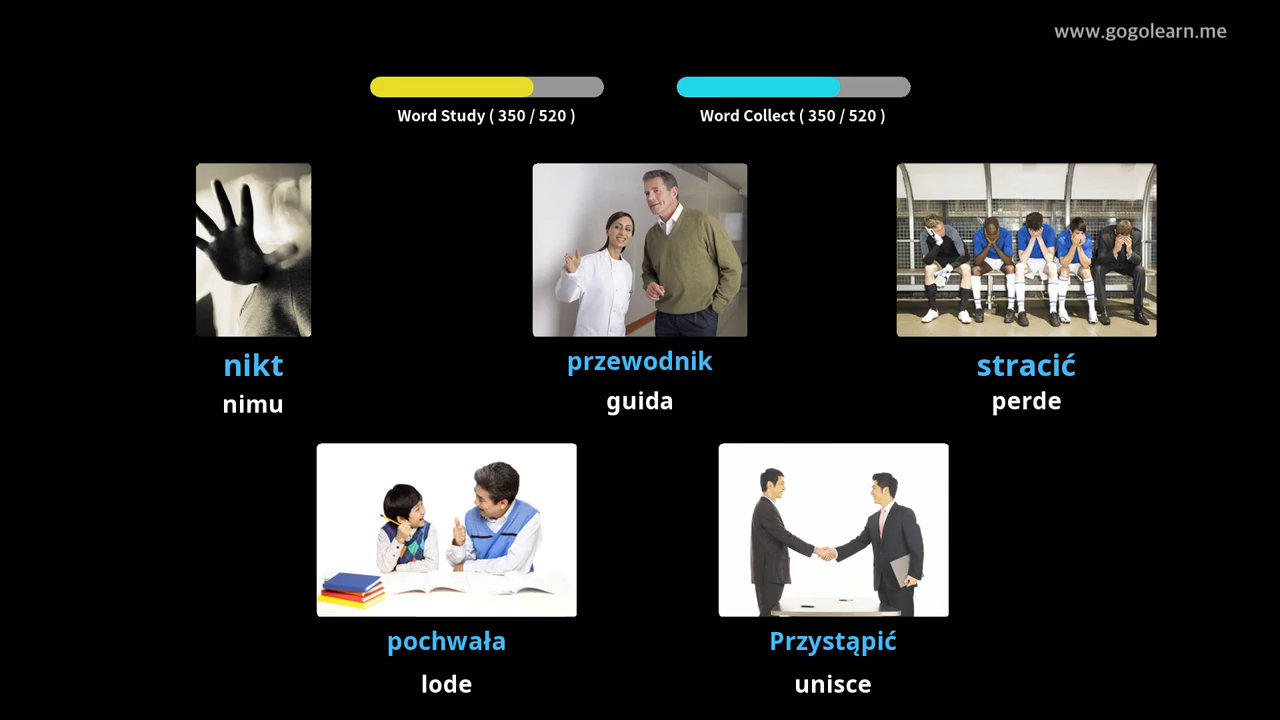 www.gogolearn.me
Word Study ( 350 / 520 )
Word Collect ( 350 / 520 )
nikt
nimu
przewodnik
guida
stracić
perde
pochwała
lode
Przystąpić
unisce